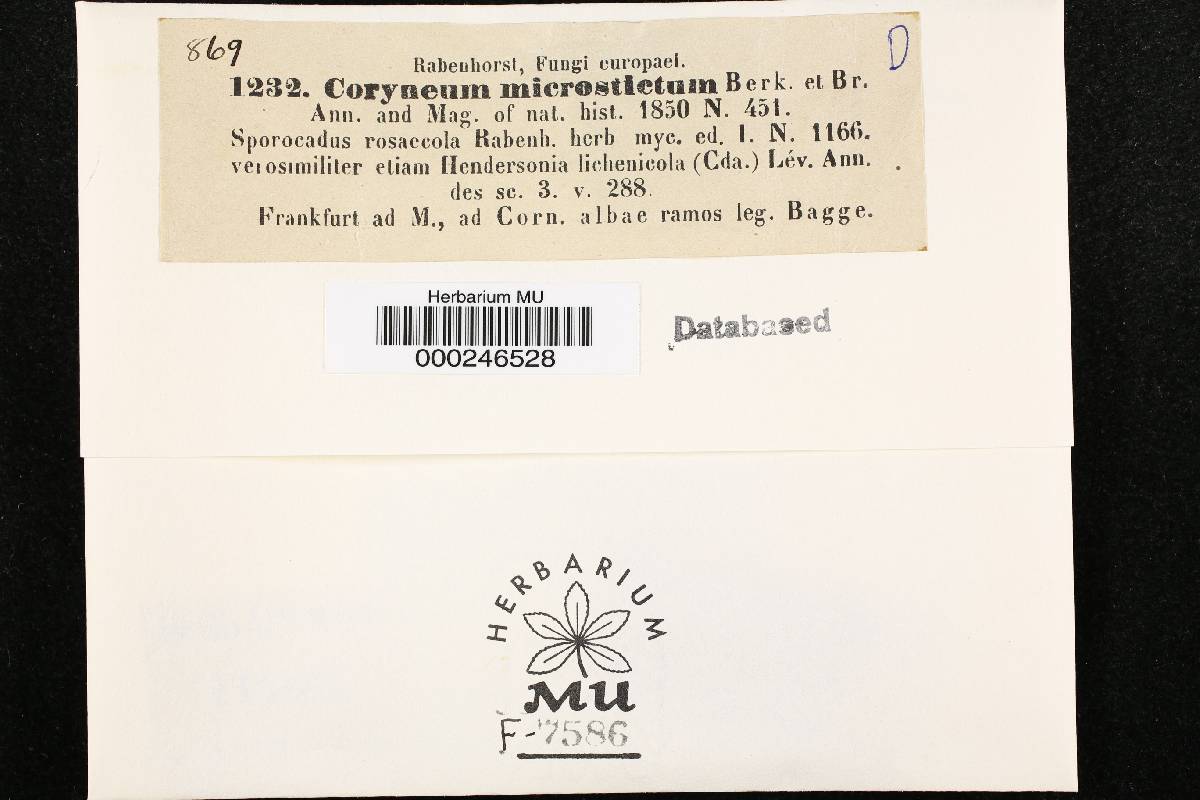 869
D
Rabenhorst, Fungi europaei.
1232. Coryneum microstictum Berk. et Br.
Ann. and Mag. of nat. hist. 1850 N. 451.
Sporocadus rosaecola Rabenh. herb myc. ed. I. N. 1166.
verosimiliter etiam Hendersonia lichenicola (Cda.) Lév. Ann.
des sc. 3. v. 288.
Frankfurt ad M., ad Corn. albae ramos leg. Bagge.
Herbarium MU
000246528
Databased
HERBARIUM
MU
F-7586